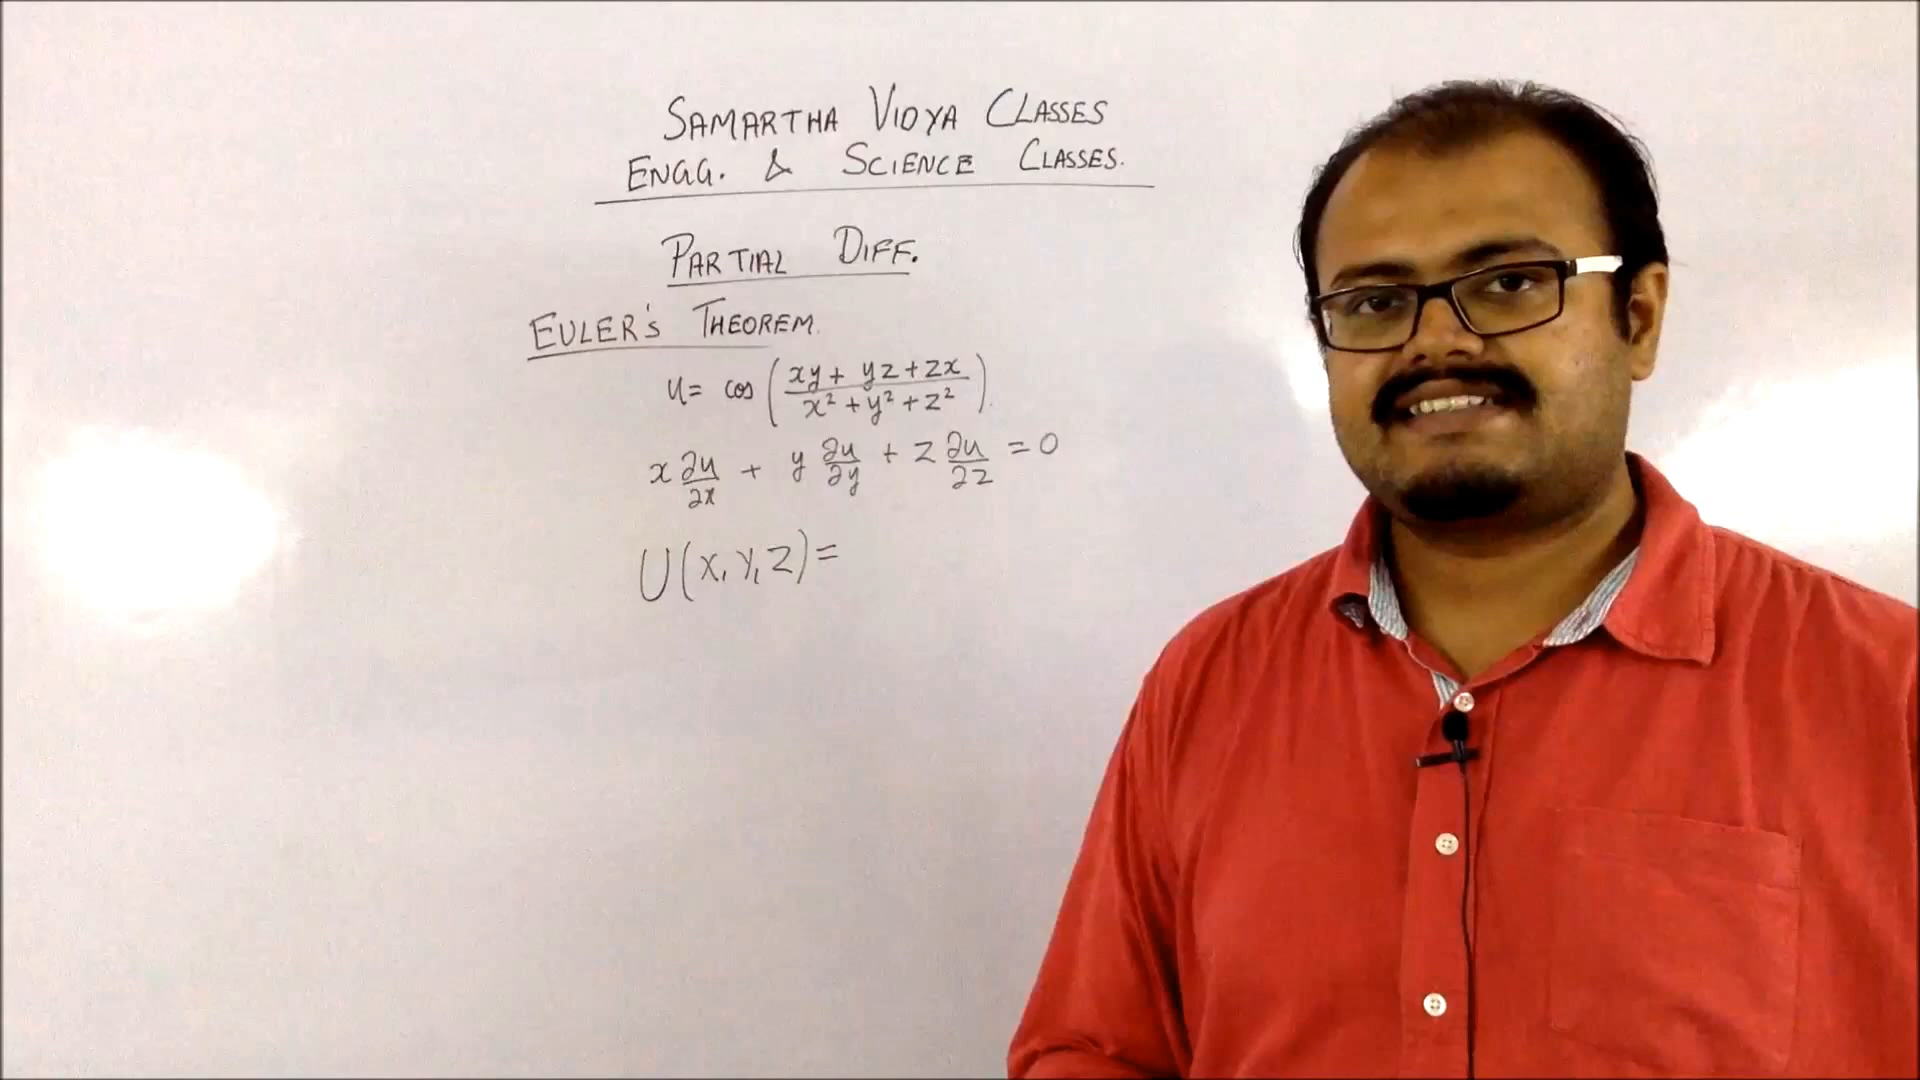 SAMARTHA VIDYA CLASSES
ENGG. & SCIENCE CLASSES.
PARTIAL DIFF.
EULER'S THEOREM.
u = cos ( (xy + yz + zx) / (x² + y² + z²) ).
x ∂u/∂x + y ∂u/∂y + z ∂u/∂z = 0
U(X, Y, Z) =